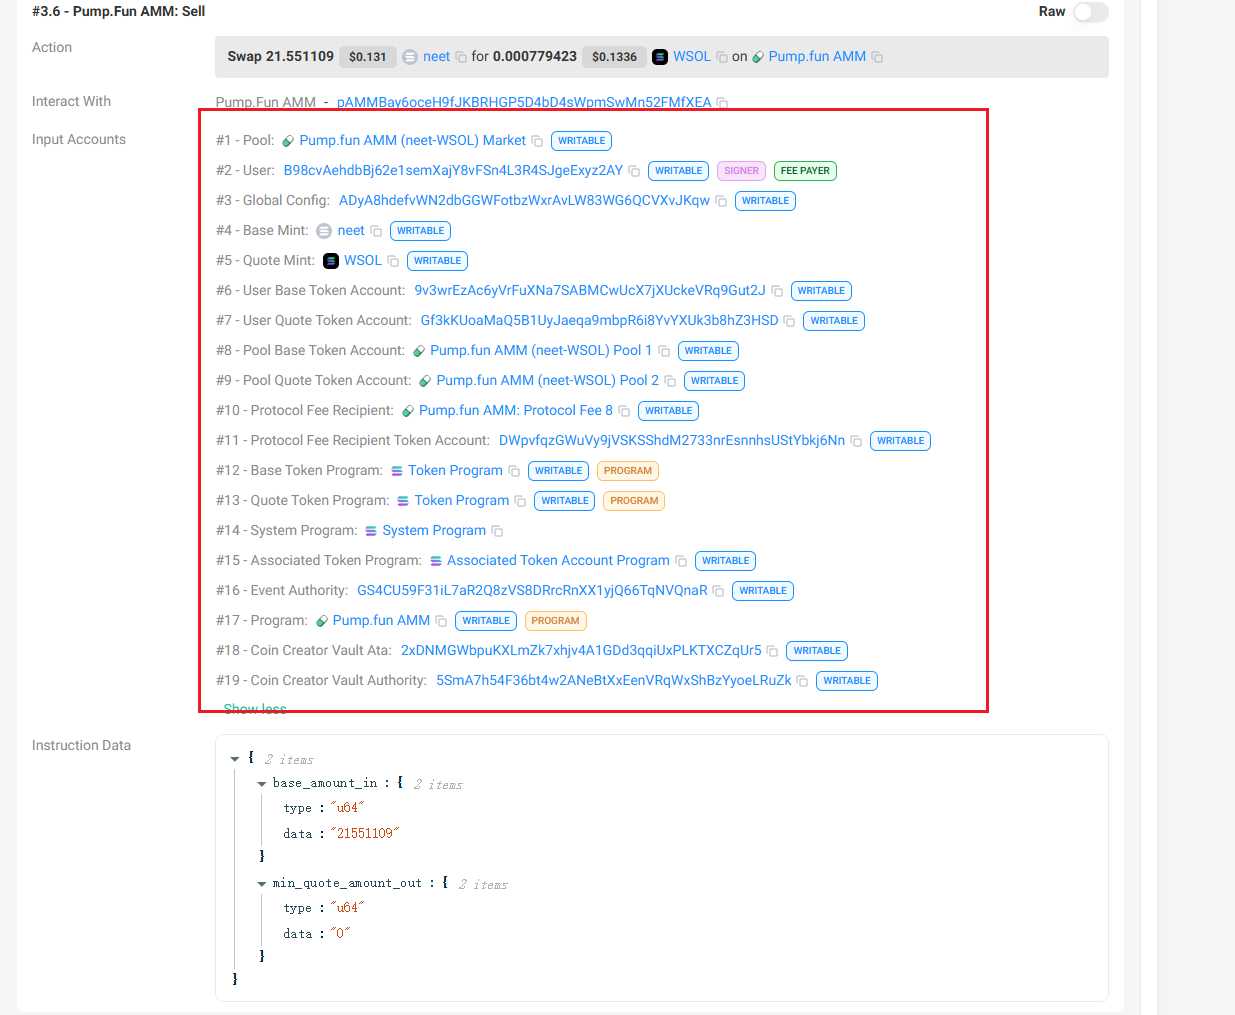 #3.6 - Pump.Fun AMM: Sell Raw
Action Swap 21.551109 $0.131 neet for 0.000779423 $0.1336 WSOL on Pump.fun AMM
Interact With Pump.Fun AMM - pAMMBay6oceH9fJKBRHGP5D4bD4sWpmSwMn52FMfXEA
Input Accounts #1 - Pool: Pump.fun AMM (neet-WSOL) Market WRITABLE
#2 - User: B98cvAehdbBj62e1semXajY8vFSn4L3R4SJgeExyz2AY WRITABLE SIGNER FEE PAYER
#3 - Global Config: ADyA8hdefvWN2dbGGWFotbzWxrAvLW83WG6QCVXvJKqw WRITABLE
#4 - Base Mint: neet WRITABLE
#5 - Quote Mint: WSOL WRITABLE
#6 - User Base Token Account: 9v3wrEzAc6yVrFuXNa7SABMCwUcX7jXUckeVRq9Gut2J WRITABLE
#7 - User Quote Token Account: Gf3kKUoaMaQ5B1UyJaeqa9mbpR6i8YvYXUk3b8hZ3HSD WRITABLE
#8 - Pool Base Token Account: Pump.fun AMM (neet-WSOL) Pool 1 WRITABLE
#9 - Pool Quote Token Account: Pump.fun AMM (neet-WSOL) Pool 2 WRITABLE
#10 - Protocol Fee Recipient: Pump.fun AMM: Protocol Fee 8 WRITABLE
#11 - Protocol Fee Recipient Token Account: DWpvfqzGWuVy9jVSKSShdM2733nrEsnnhsUStYbkj6Nn WRITABLE
#12 - Base Token Program: Token Program WRITABLE PROGRAM
#13 - Quote Token Program: Token Program WRITABLE PROGRAM
#14 - System Program: System Program
#15 - Associated Token Program: Associated Token Account Program WRITABLE
#16 - Event Authority: GS4CU59F31iL7aR2Q8zVS8DRrcRnXX1yjQ66TqNVQnaR WRITABLE
#17 - Program: Pump.fun AMM WRITABLE PROGRAM
#18 - Coin Creator Vault Ata: 2xDNMGWbpuKXLmZk7xhjv4A1GDd3qqiUxPLKTXCZqUr5 WRITABLE
#19 - Coin Creator Vault Authority: 5SmA7h54F36bt4w2ANeBtXxEenVRqWxShBzYyoeLRuZk WRITABLE
Show less
Instruction Data { 2 items
base_amount_in : { 2 items
type : "u64"
data : "21551109"
}
min_quote_amount_out : { 2 items
type : "u64"
data : "0"
}
}